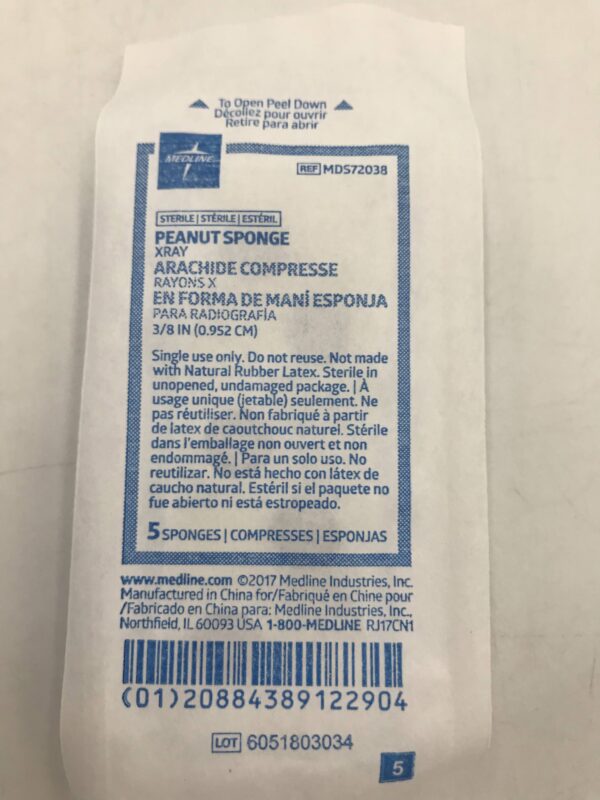 To Open Peel Down
Décollez pour ouvrir
Retire para abrir
MEDLINE
REF MDS72038
STERILE | STÉRILE | ESTÉRIL
PEANUT SPONGE
XRAY
ARACHIDE COMPRESSE
RAYONS X
EN FORMA DE MANÍ ESPONJA
PARA RADIOGRAFÍA
3/8 IN (0.952 CM)
Single use only. Do not reuse. Not made
with Natural Rubber Latex. Sterile in
unopened, undamaged package. | À
usage unique (jetable) seulement. Ne
pas réutiliser. Non fabriqué à partir
de latex de caoutchouc naturel. Stérile
dans l'emballage non ouvert et non
endommagé. | Para un solo uso. No
reutilizar. No está hecho con látex de
caucho natural. Estéril si el paquete no
fue abierto ni está estropeado.
5 SPONGES | COMPRESSES | ESPONJAS
www.medline.com ©2017 Medline Industries, Inc.
Manufactured in China for/Fabriqué en Chine pour
/Fabricado en China para: Medline Industries, Inc.,
Northfield, IL 60093 USA 1-800-MEDLINE RJ17CN1
(01)20884389122904
LOT 6051803034
5